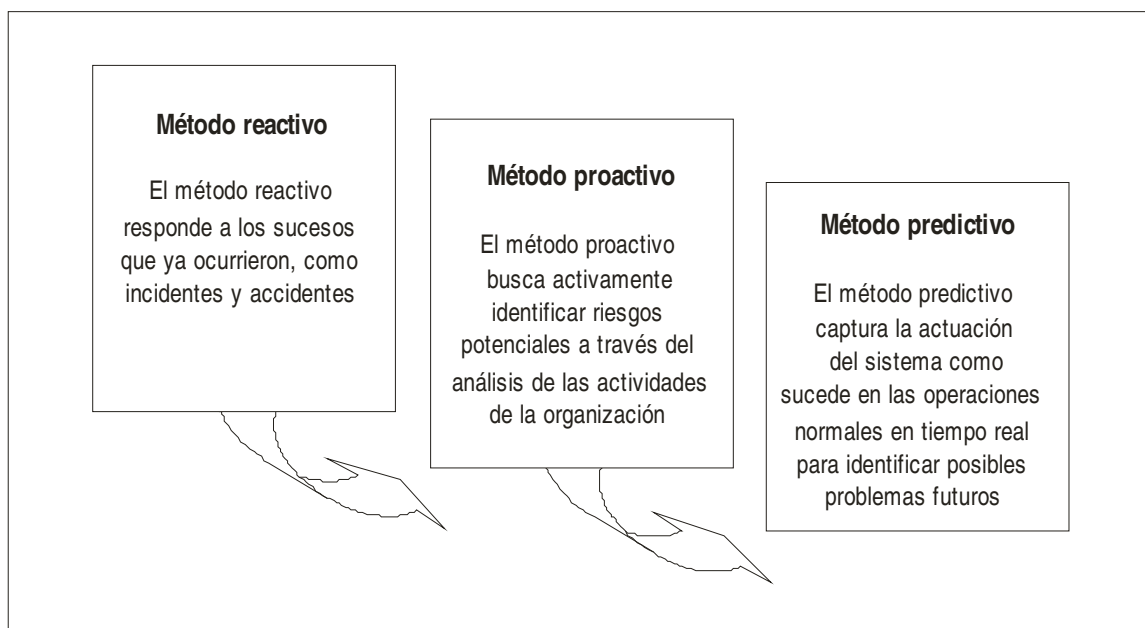 Método reactivo
El método reactivo
responde a los sucesos
que ya ocurrieron, como
incidentes y accidentes
Método proactivo
El método proactivo
busca activamente
identificar riesgos
potenciales a través del
análisis de las actividades
de la organización
Método predictivo
El método predictivo
captura la actuación
del sistema como
sucede en las operaciones
normales en tiempo real
para identificar posibles
problemas futuros